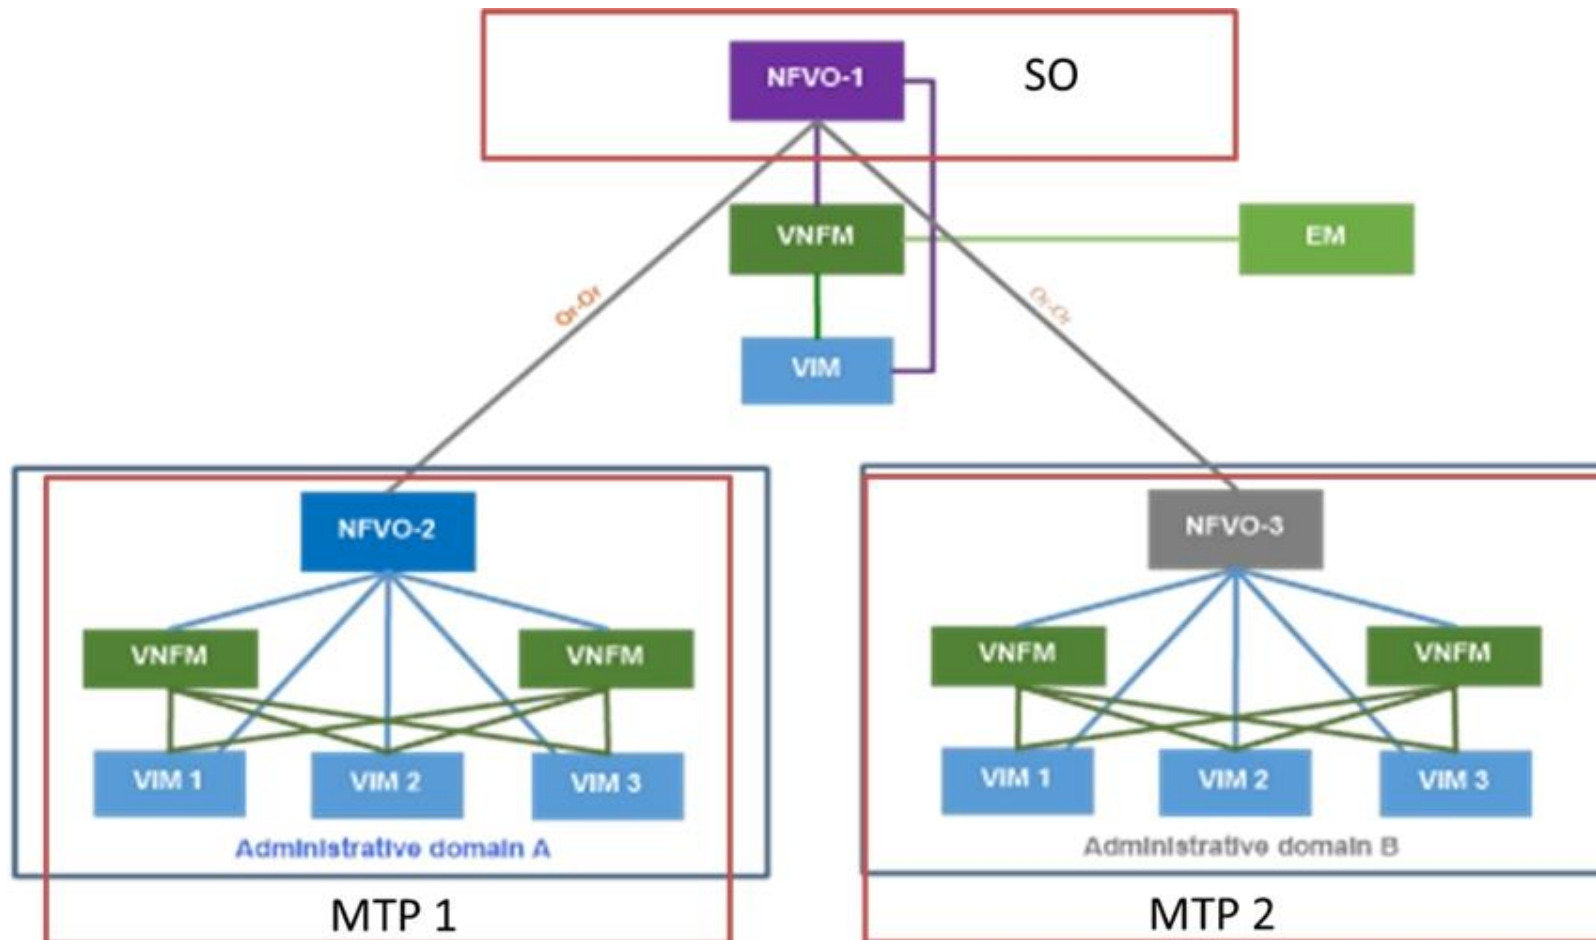 NFVO-1
SO
VNFM
EM
Or-Or
Or-Or
VIM
NFVO-2
NFVO-3
VNFM
VNFM
VNFM
VNFM
VIM 1
VIM 2
VIM 3
VIM 1
VIM 2
VIM 3
Administrative domain A
Administrative domain B
MTP 1
MTP 2